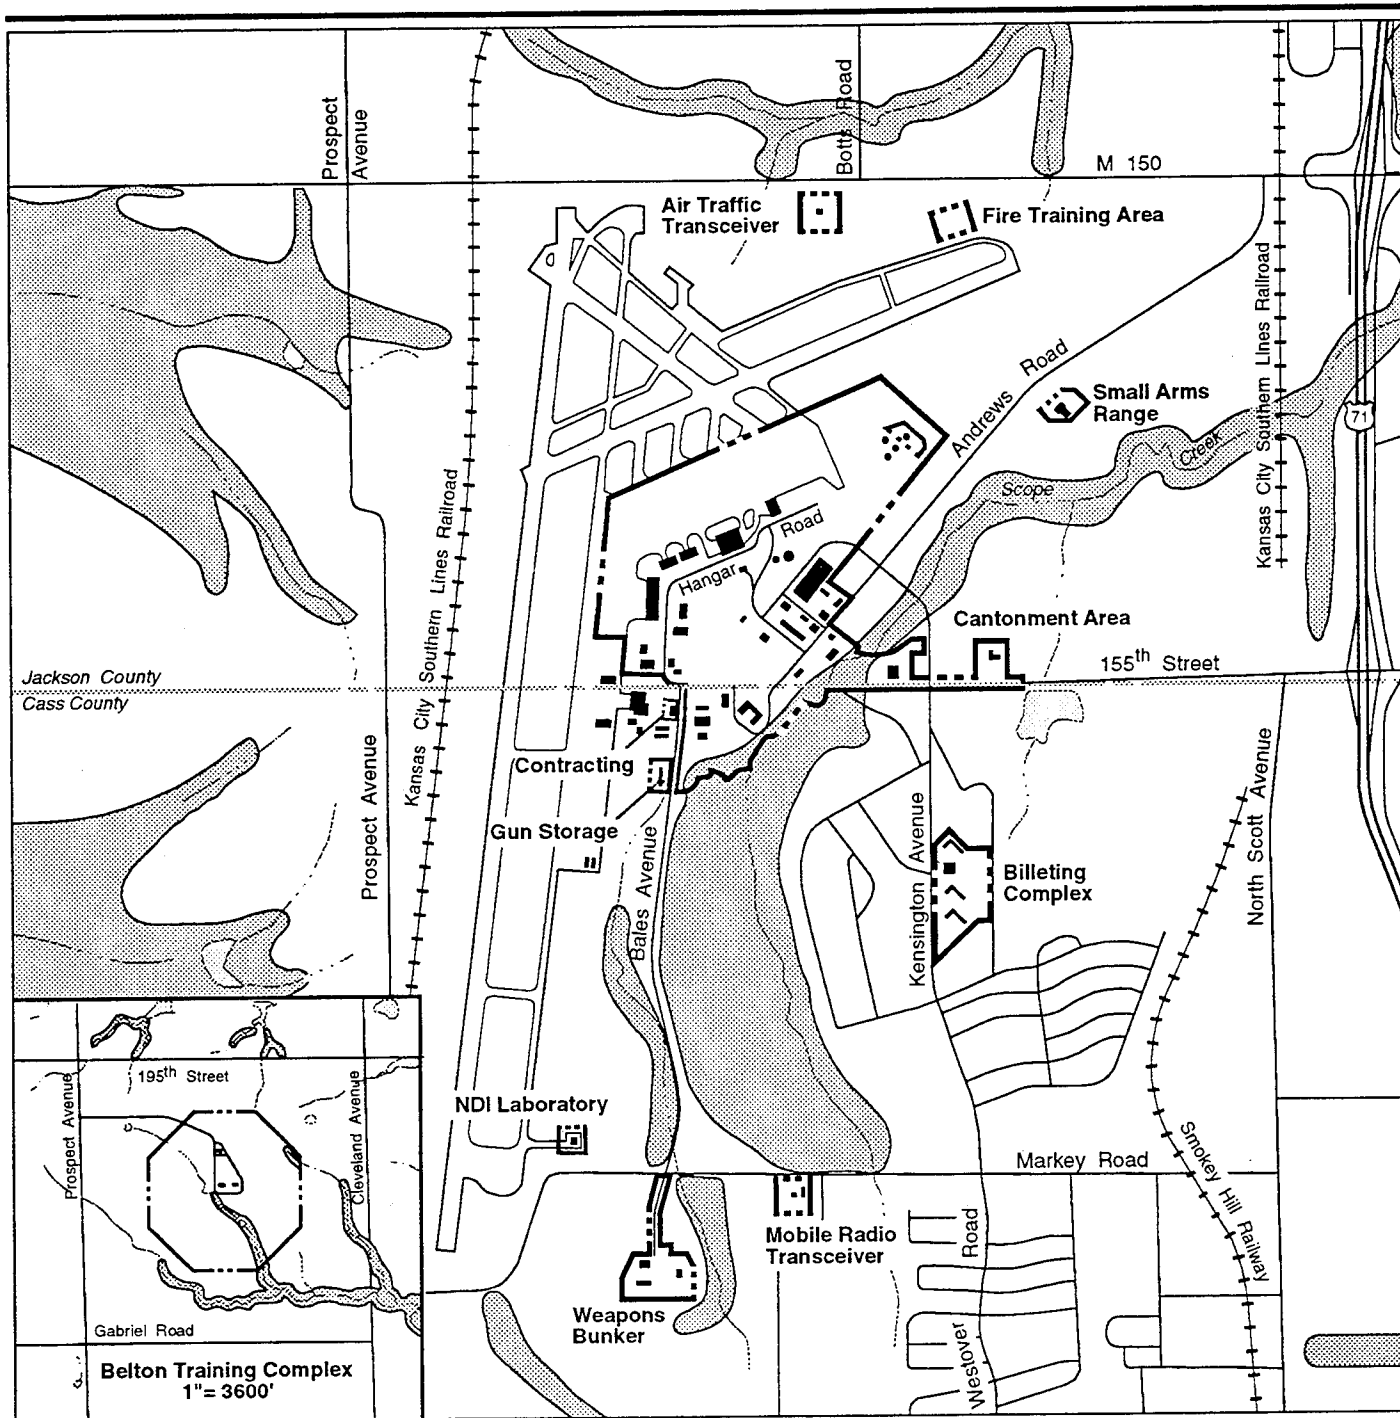 Prospect
Avenue
Botts Road
M 150
Air Traffic
Transceiver
Fire Training Area
Kansas City Southern Lines Railroad
Andrews Road
Small Arms
Range
71
Scope Creek
Kansas City Southern Lines Railroad
Hangar Road
Cantonment Area
155th Street
Jackson County
Cass County
Prospect Avenue
Contracting
Gun Storage
Bales Avenue
Kensington Avenue
Billeting
Complex
North Scott Avenue
NDI Laboratory
Markey Road
Smokey Hill Railway
Mobile Radio
Transceiver
Weapons
Bunker
Westover Road
195th Street
Prospect Avenue
Cleveland Avenue
Gabriel Road
Belton Training Complex
1"= 3600'